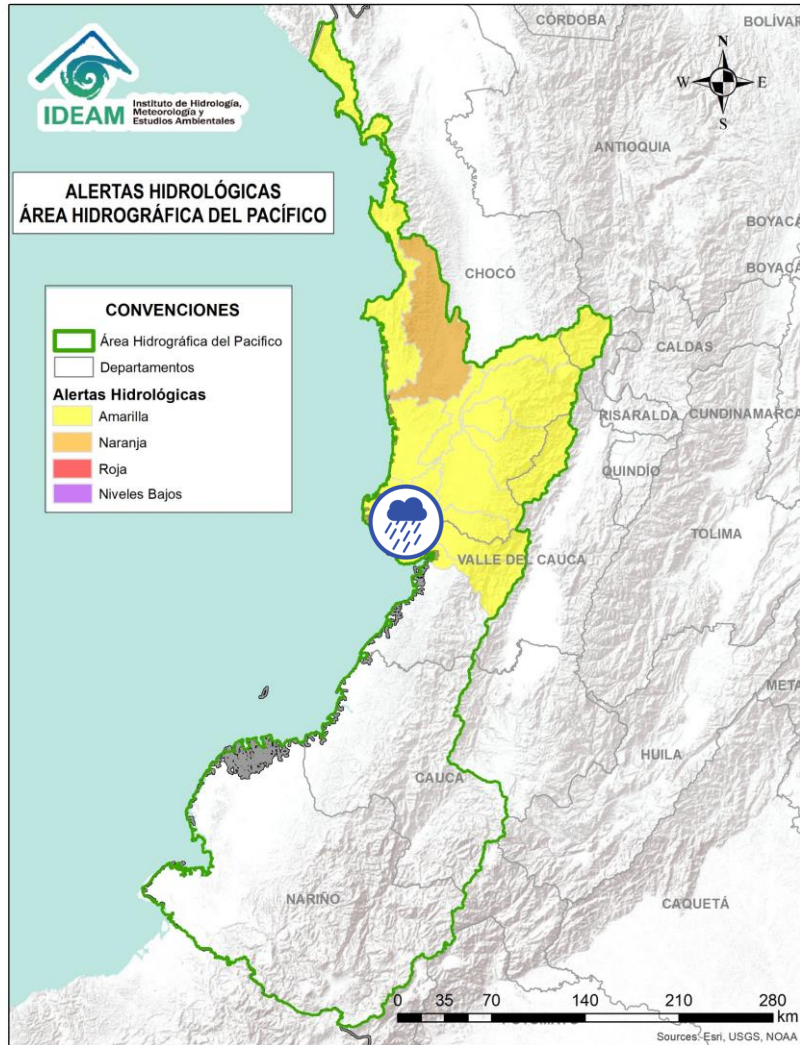 IDEAM
Instituto de Hidrología,
Meteorología y
Estudios Ambientales
CÓRDOBA
BOLÍVAR
N
W E
S
ANTIOQUIA
ALERTAS HIDROLÓGICAS
ÁREA HIDROGRÁFICA DEL PACÍFICO
BOYACÁ
BOYACÁ
CHOCÓ
CONVENCIONES
Área Hidrográfica del Pacifico
Departamentos
Alertas Hidrológicas
Amarilla
Naranja
Roja
Niveles Bajos
CALDAS
RISARALDA
CUNDINAMARCA
QUINDÍO
TOLIMA
VALLE DEL CAUCA
META
HUILA
CAUCA
NARIÑO
CAQUETÁ
0 35 70 140 210 280
km
Sources: Esri, USGS, NOAA